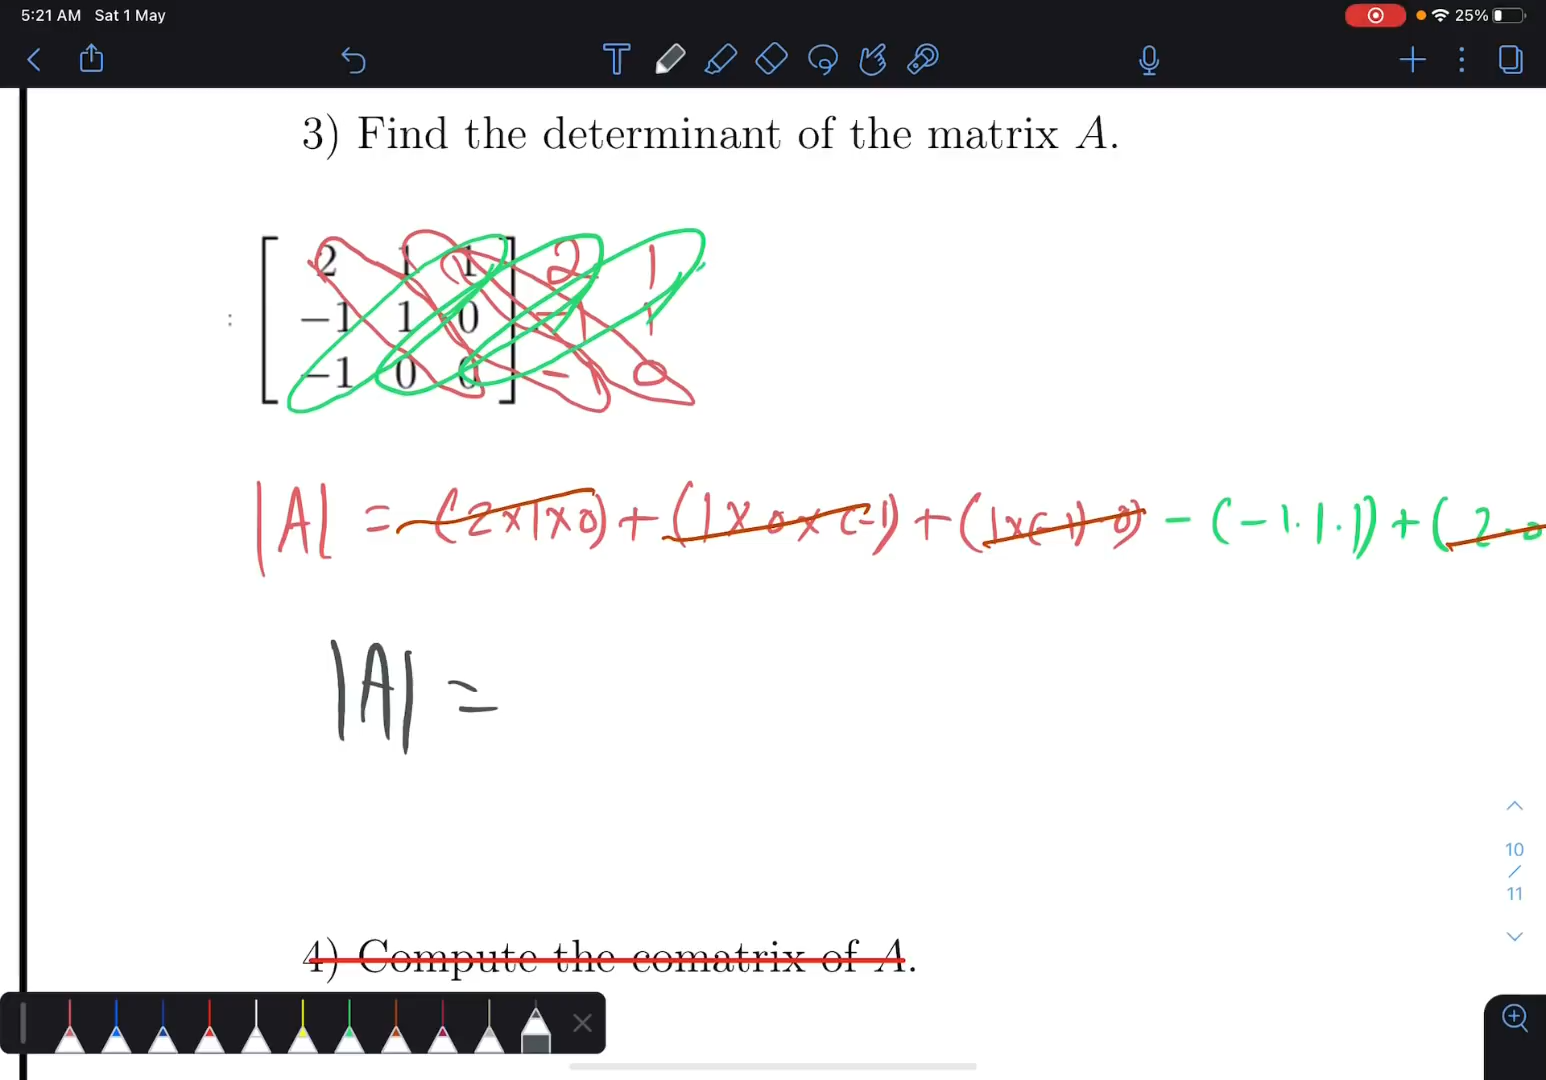 5:21 AM Sat 1 May 25%
3) Find the determinant of the matrix A.
2 1 1 2 1
−1 1 0 −1 1
−1 0 0 −1 0
|A| = (2×1×0) + (1×0×(-1) + (1×(-1)·0) - (-1·1·1) + (2·0
|A| =
10
/
11
4) Compute the comatrix of A.